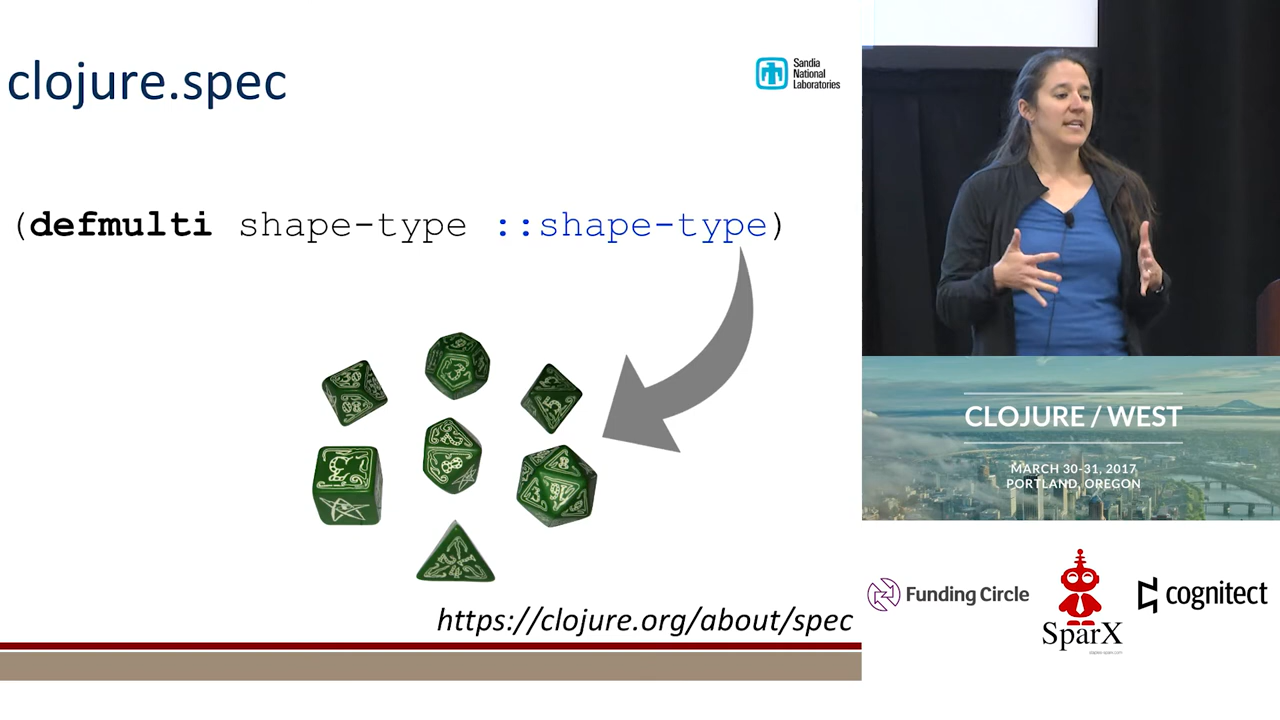 clojure.spec
Sandia
National
Laboratories
(defmulti shape-type ::shape-type)
https://clojure.org/about/spec
CLOJURE / WEST
MARCH 30-31, 2017
PORTLAND, OREGON
Funding Circle
SparX
cognitect